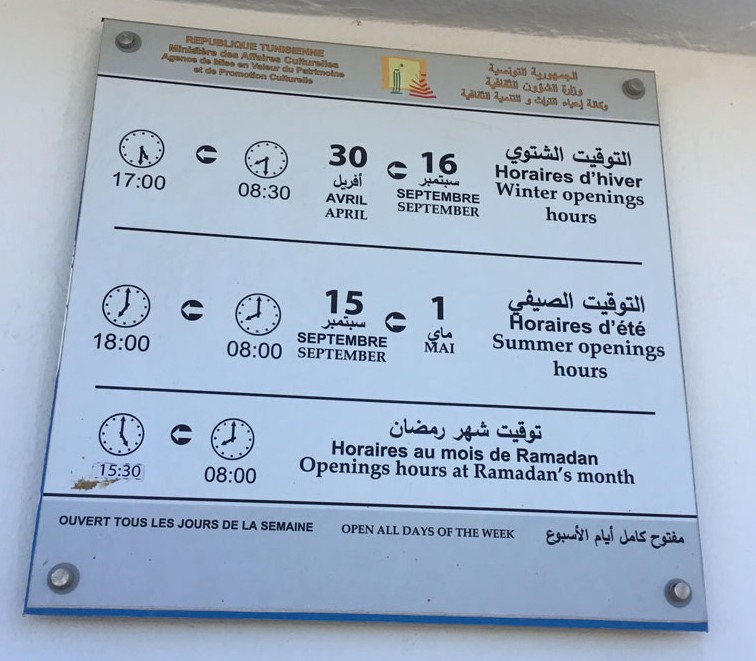 REPUBLIQUE TUNISIENNE
Ministère des Affaires Culturelles
Agence de Mise en Valeur du Patrimoine
et de Promotion Culturelle
الجمهورية التونسية
وزارة الشؤون الثقافية
وكالة إحياء التراث و التنمية الثقافية
التوقيت الشتوي
Horaires d'hiver
Winter openings
hours
16
سبتمبر
SEPTEMBRE
SEPTEMBER
30
أفريل
AVRIL
APRIL
08:30
17:00
التوقيت الصيفي
Horaires d'été
Summer openings
hours
1
ماي
MAI
15
سبتمبر
SEPTEMBRE
SEPTEMBER
08:00
18:00
توقيت شهر رمضان
Horaires au mois de Ramadan
Openings hours at Ramadan's month
08:00
15:30
OUVERT TOUS LES JOURS DE LA SEMAINE
OPEN ALL DAYS OF THE WEEK
مفتوح كامل أيام الأسبوع